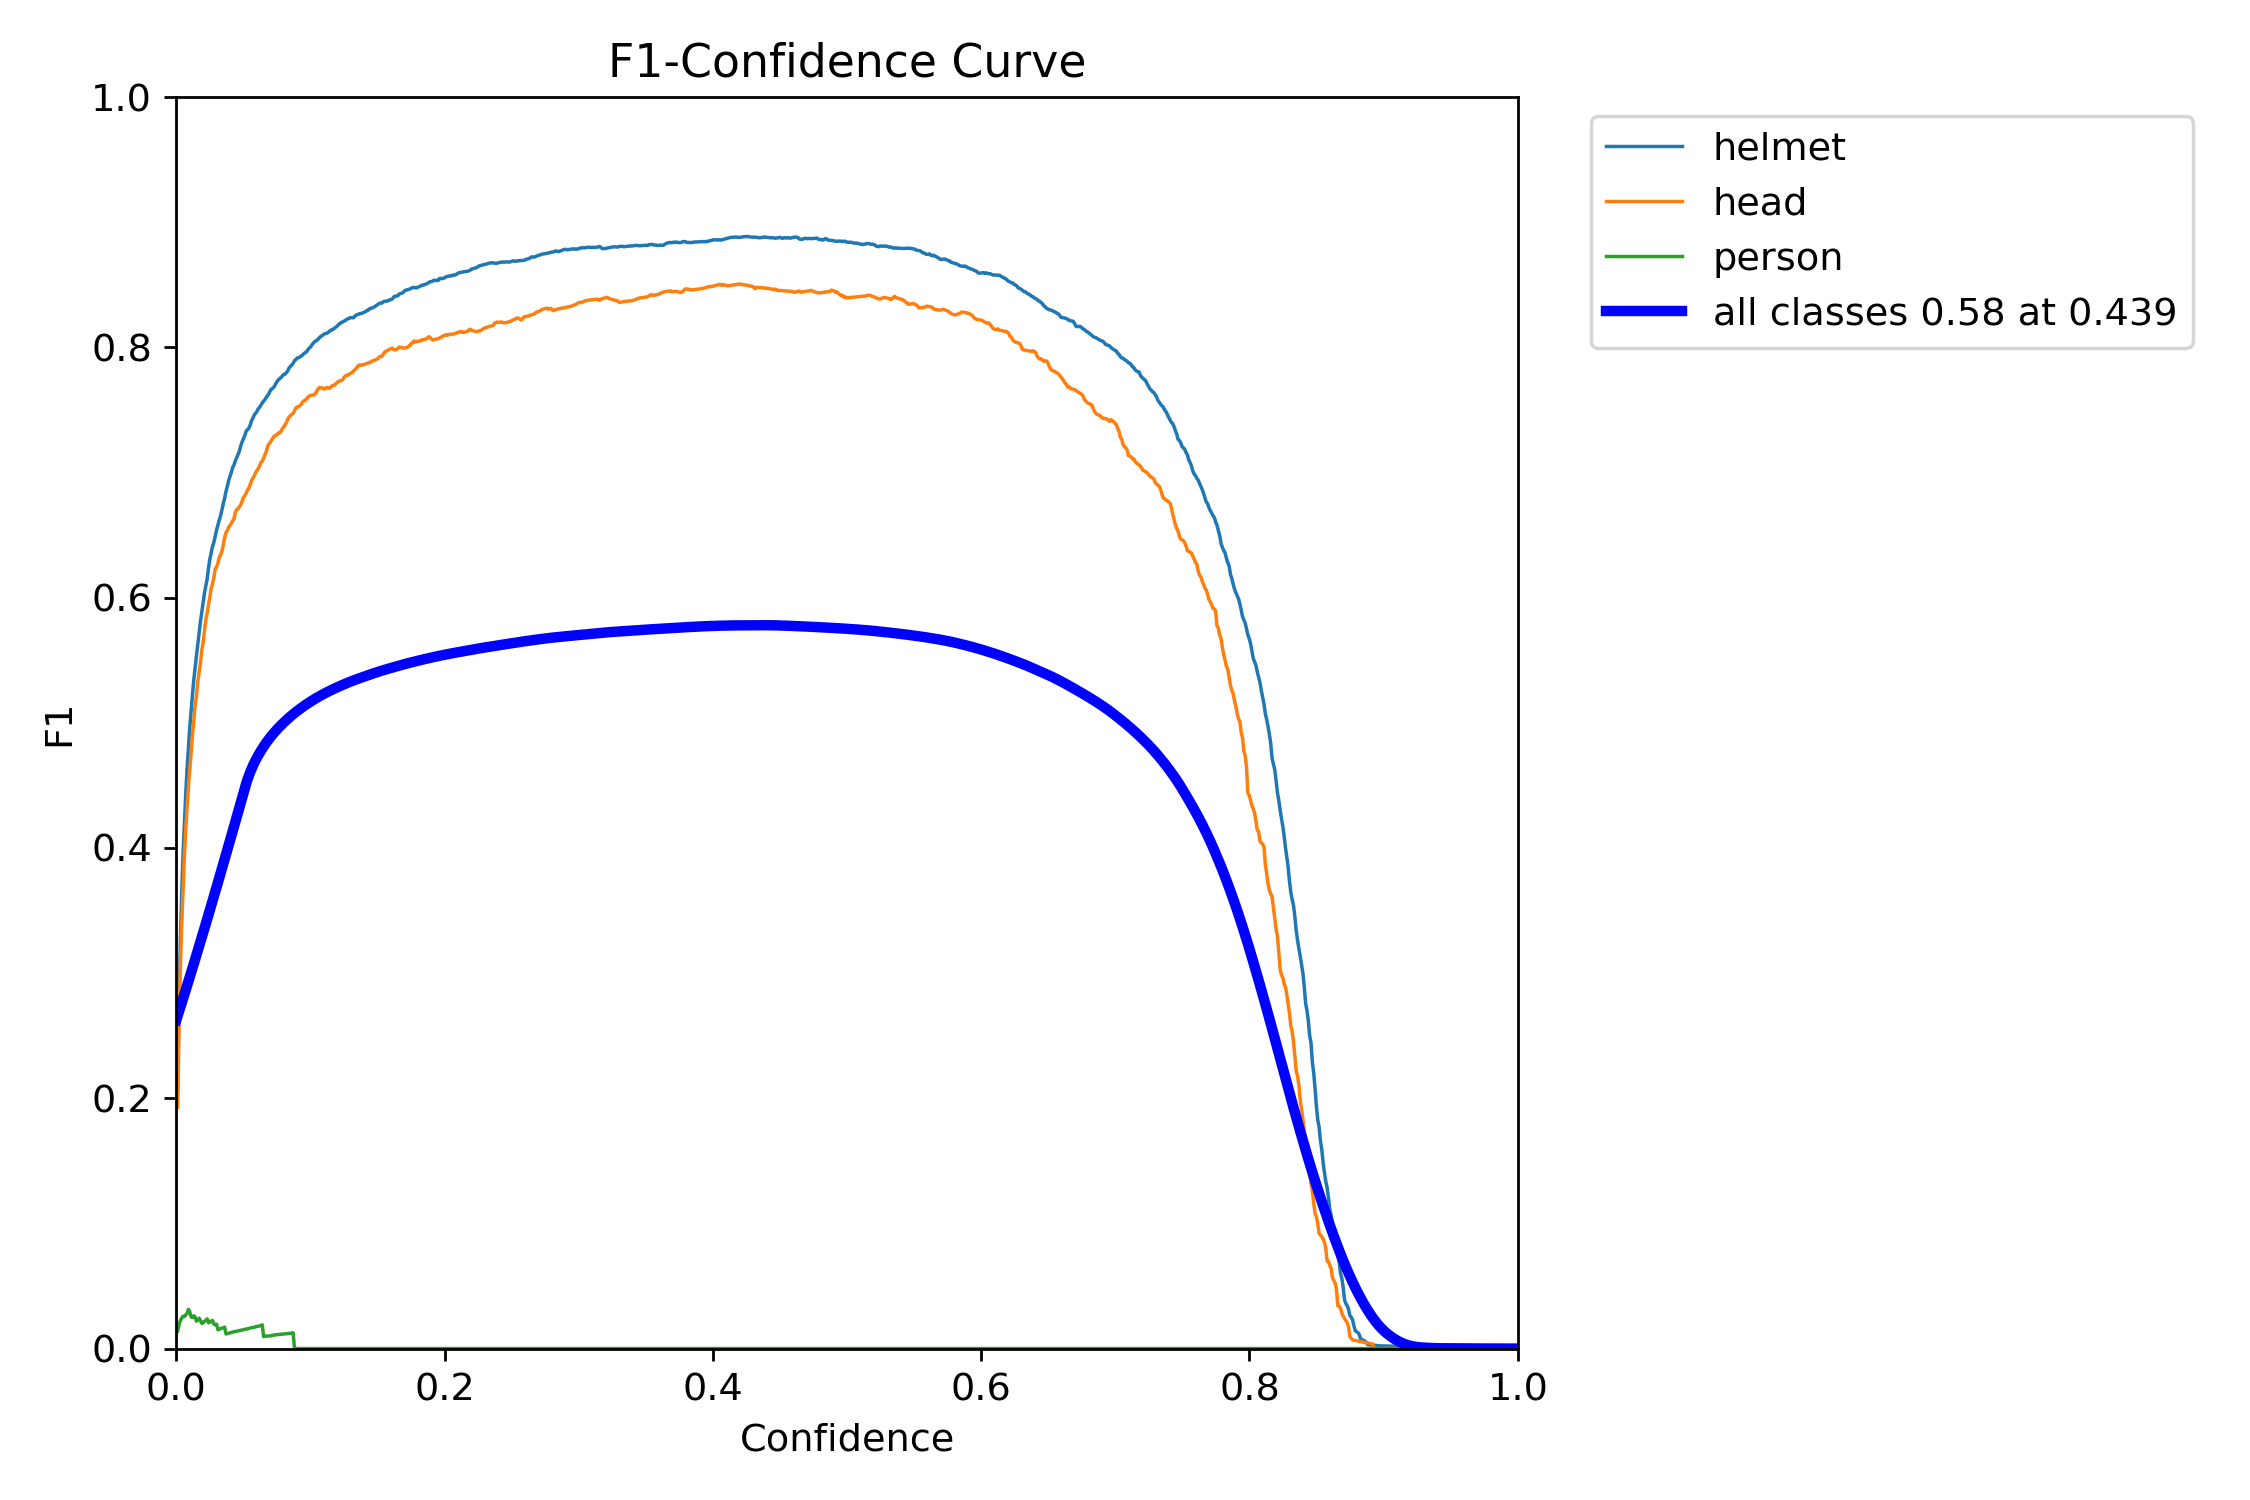 F1-Confidence Curve
1.0
0.8
0.6
0.4
0.2
0.0
F1
0.0 0.2 0.4 0.6 0.8 1.0
Confidence
helmet
head
person
all classes 0.58 at 0.439